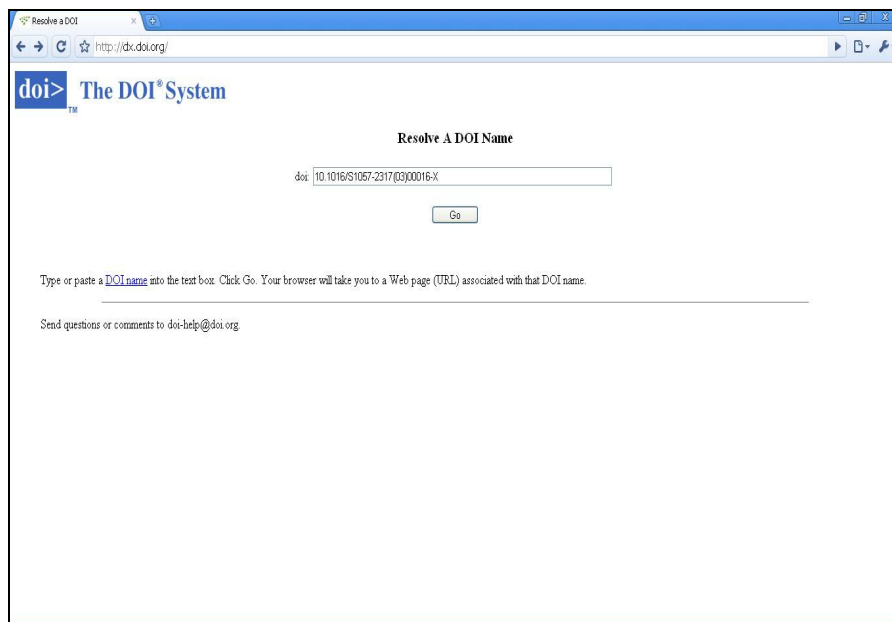 Resolve a DOI
http://dx.doi.org/
doi> The DOI® System
TM
Resolve A DOI Name
doi: 10.1016/S1057-2317(03)00016-X
Go
Type or paste a DOI name into the text box. Click Go. Your browser will take you to a Web page (URL) associated with that DOI name.
Send questions or comments to doi-help@doi.org.